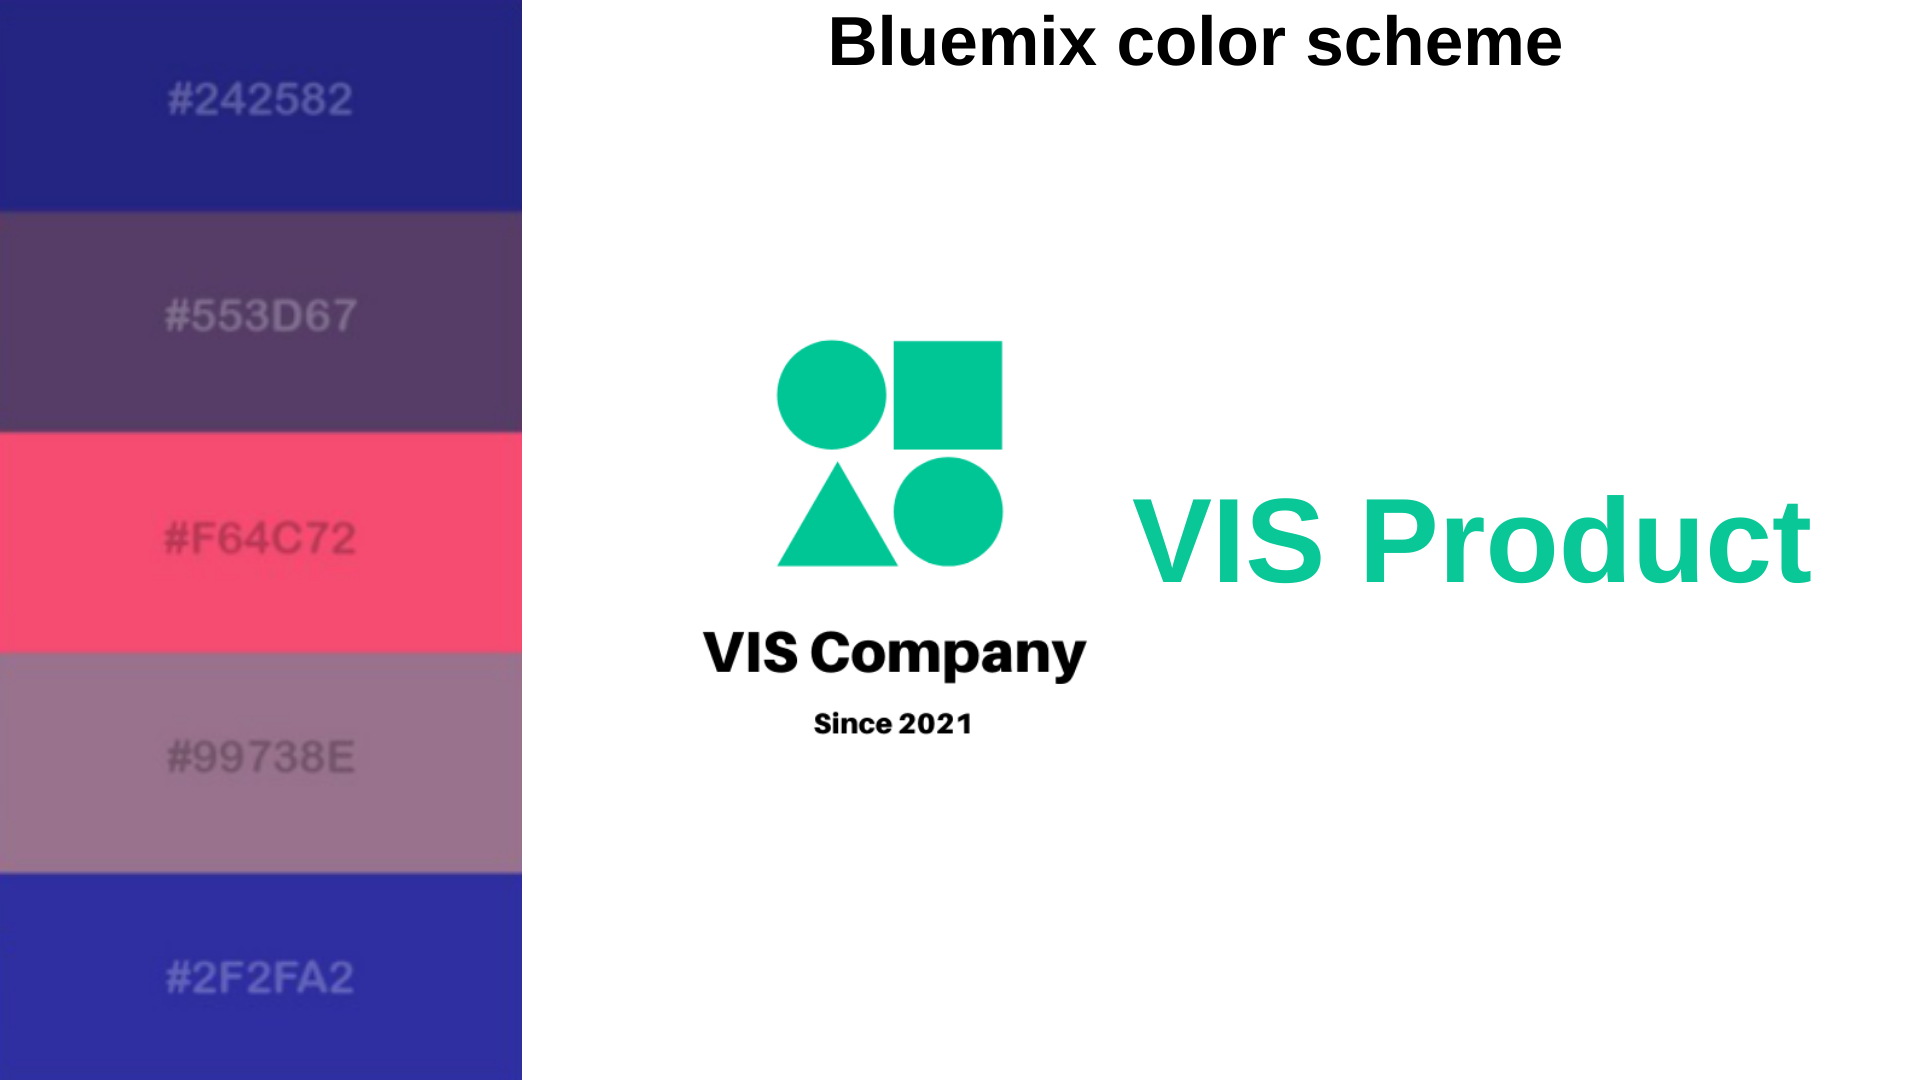 Bluemix color scheme
#242582
#553D67
#F64C72
#99738E
#2F2FA2
VIS Product
VIS Company
Since 2021